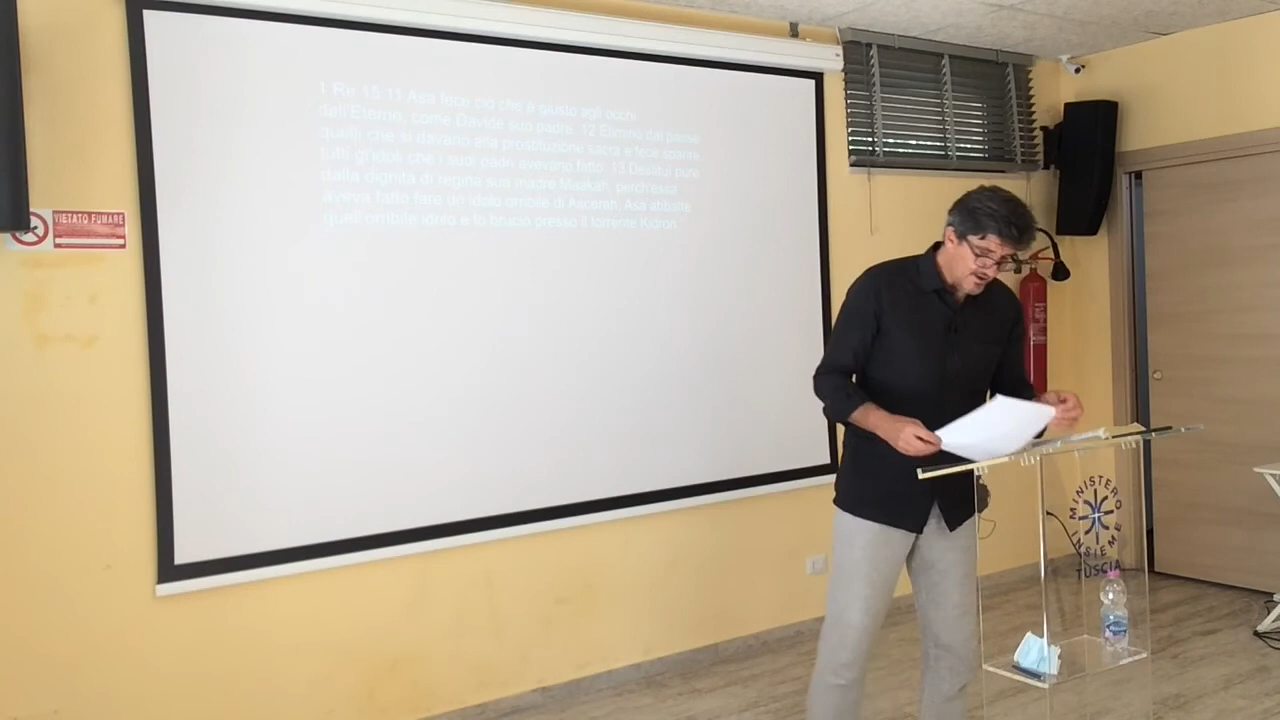 1 Re 15:11 Asa fece ciò che è giusto agli occhi
dell'Eterno, come Davide suo padre. 12 Eliminò dal paese
quelli che si davano alla prostituzione sacra e fece sparire
tutti gl'idoli che i suoi padri avevano fatto. 13 Destituì pure
dalla dignità di regina sua madre Maakah, perch'essa
aveva fatto fare un idolo orribile di Ascerah. Asa abbatté
quell'orribile idolo e lo bruciò presso il torrente Kidron.
VIETATO FUMARE
MINISTERO
INSIEME
TUSCIA